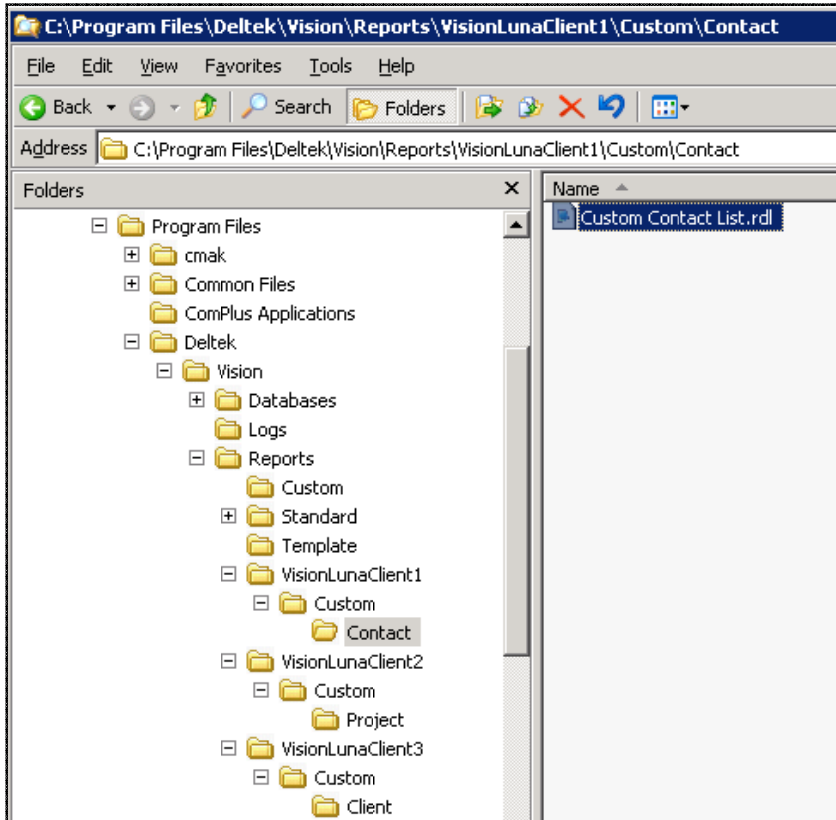 C:\Program Files\Deltek\Vision\Reports\VisionLunaClient1\Custom\Contact
File Edit View Favorites Tools Help
Back Search Folders
Address C:\Program Files\Deltek\Vision\Reports\VisionLunaClient1\Custom\Contact
Folders
Program Files
cmak
Common Files
ComPlus Applications
Deltek
Vision
Databases
Logs
Reports
Custom
Standard
Template
VisionLunaClient1
Custom
Contact
VisionLunaClient2
Custom
Project
VisionLunaClient3
Custom
Client
Name
Custom Contact List.rdl